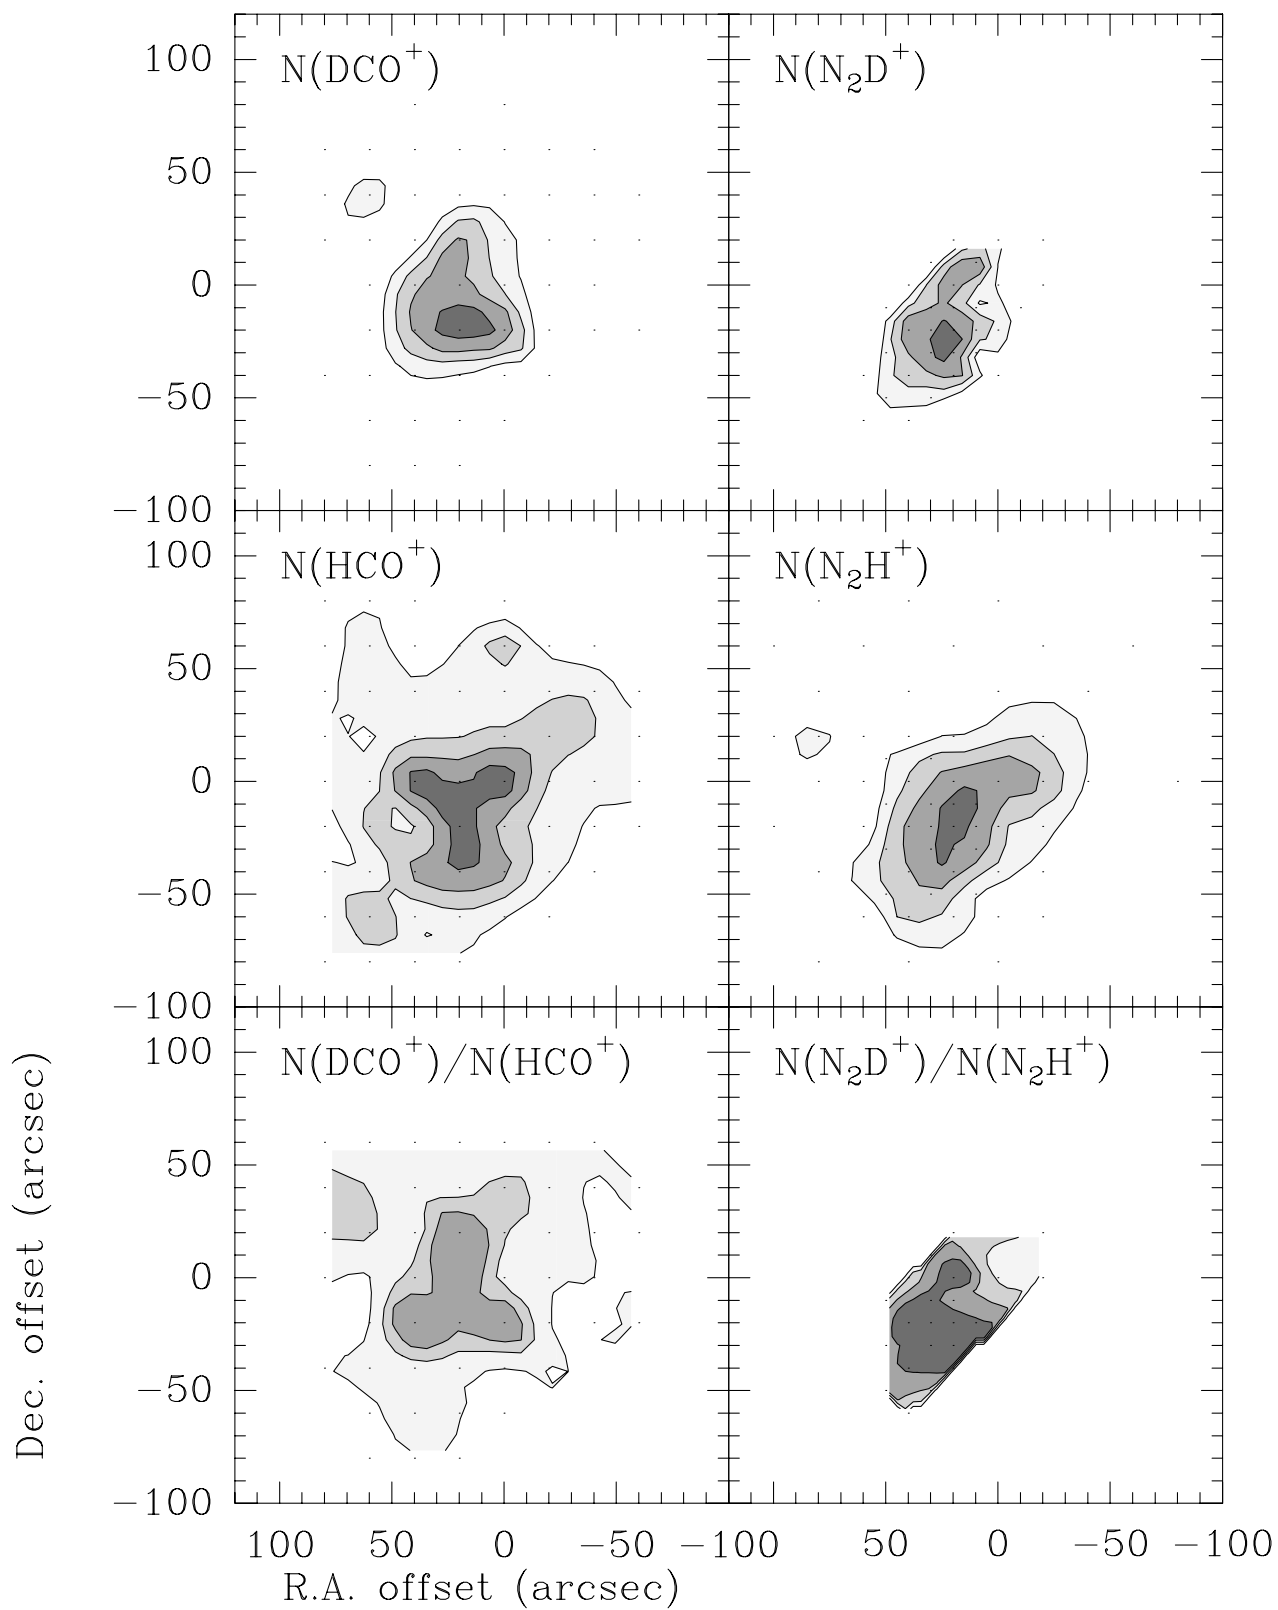 N(DCO⁺) N(N₂D⁺)
100
50
0
−50
−100
N(HCO⁺) N(N₂H⁺)
100
50
0
−50
−100
N(DCO⁺)/N(HCO⁺) N(N₂D⁺)/N(N₂H⁺)
100
50
0
−50
−100
Dec. offset (arcsec)
100 50 0 −50 −100 50 0 −50 −100
R.A. offset (arcsec)